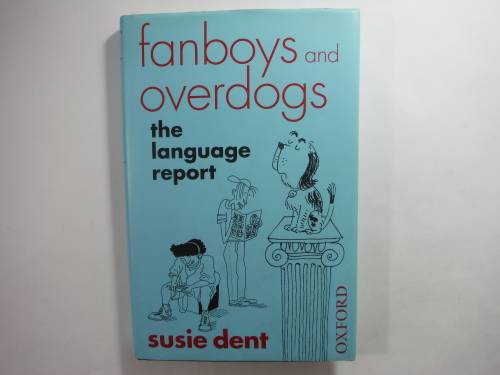 fanboys and
overdogs
the
language
report
susie dent
OXFORD